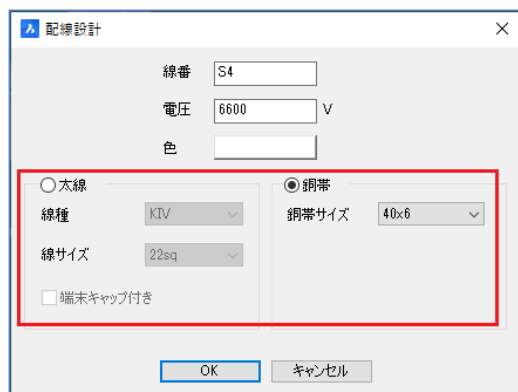 配線設計
線番 S4
電圧 6600 V
色
太線
線種 KIV
線サイズ 22sq
端末キャップ付き
銅帯
銅帯サイズ 40x6
OK キャンセル